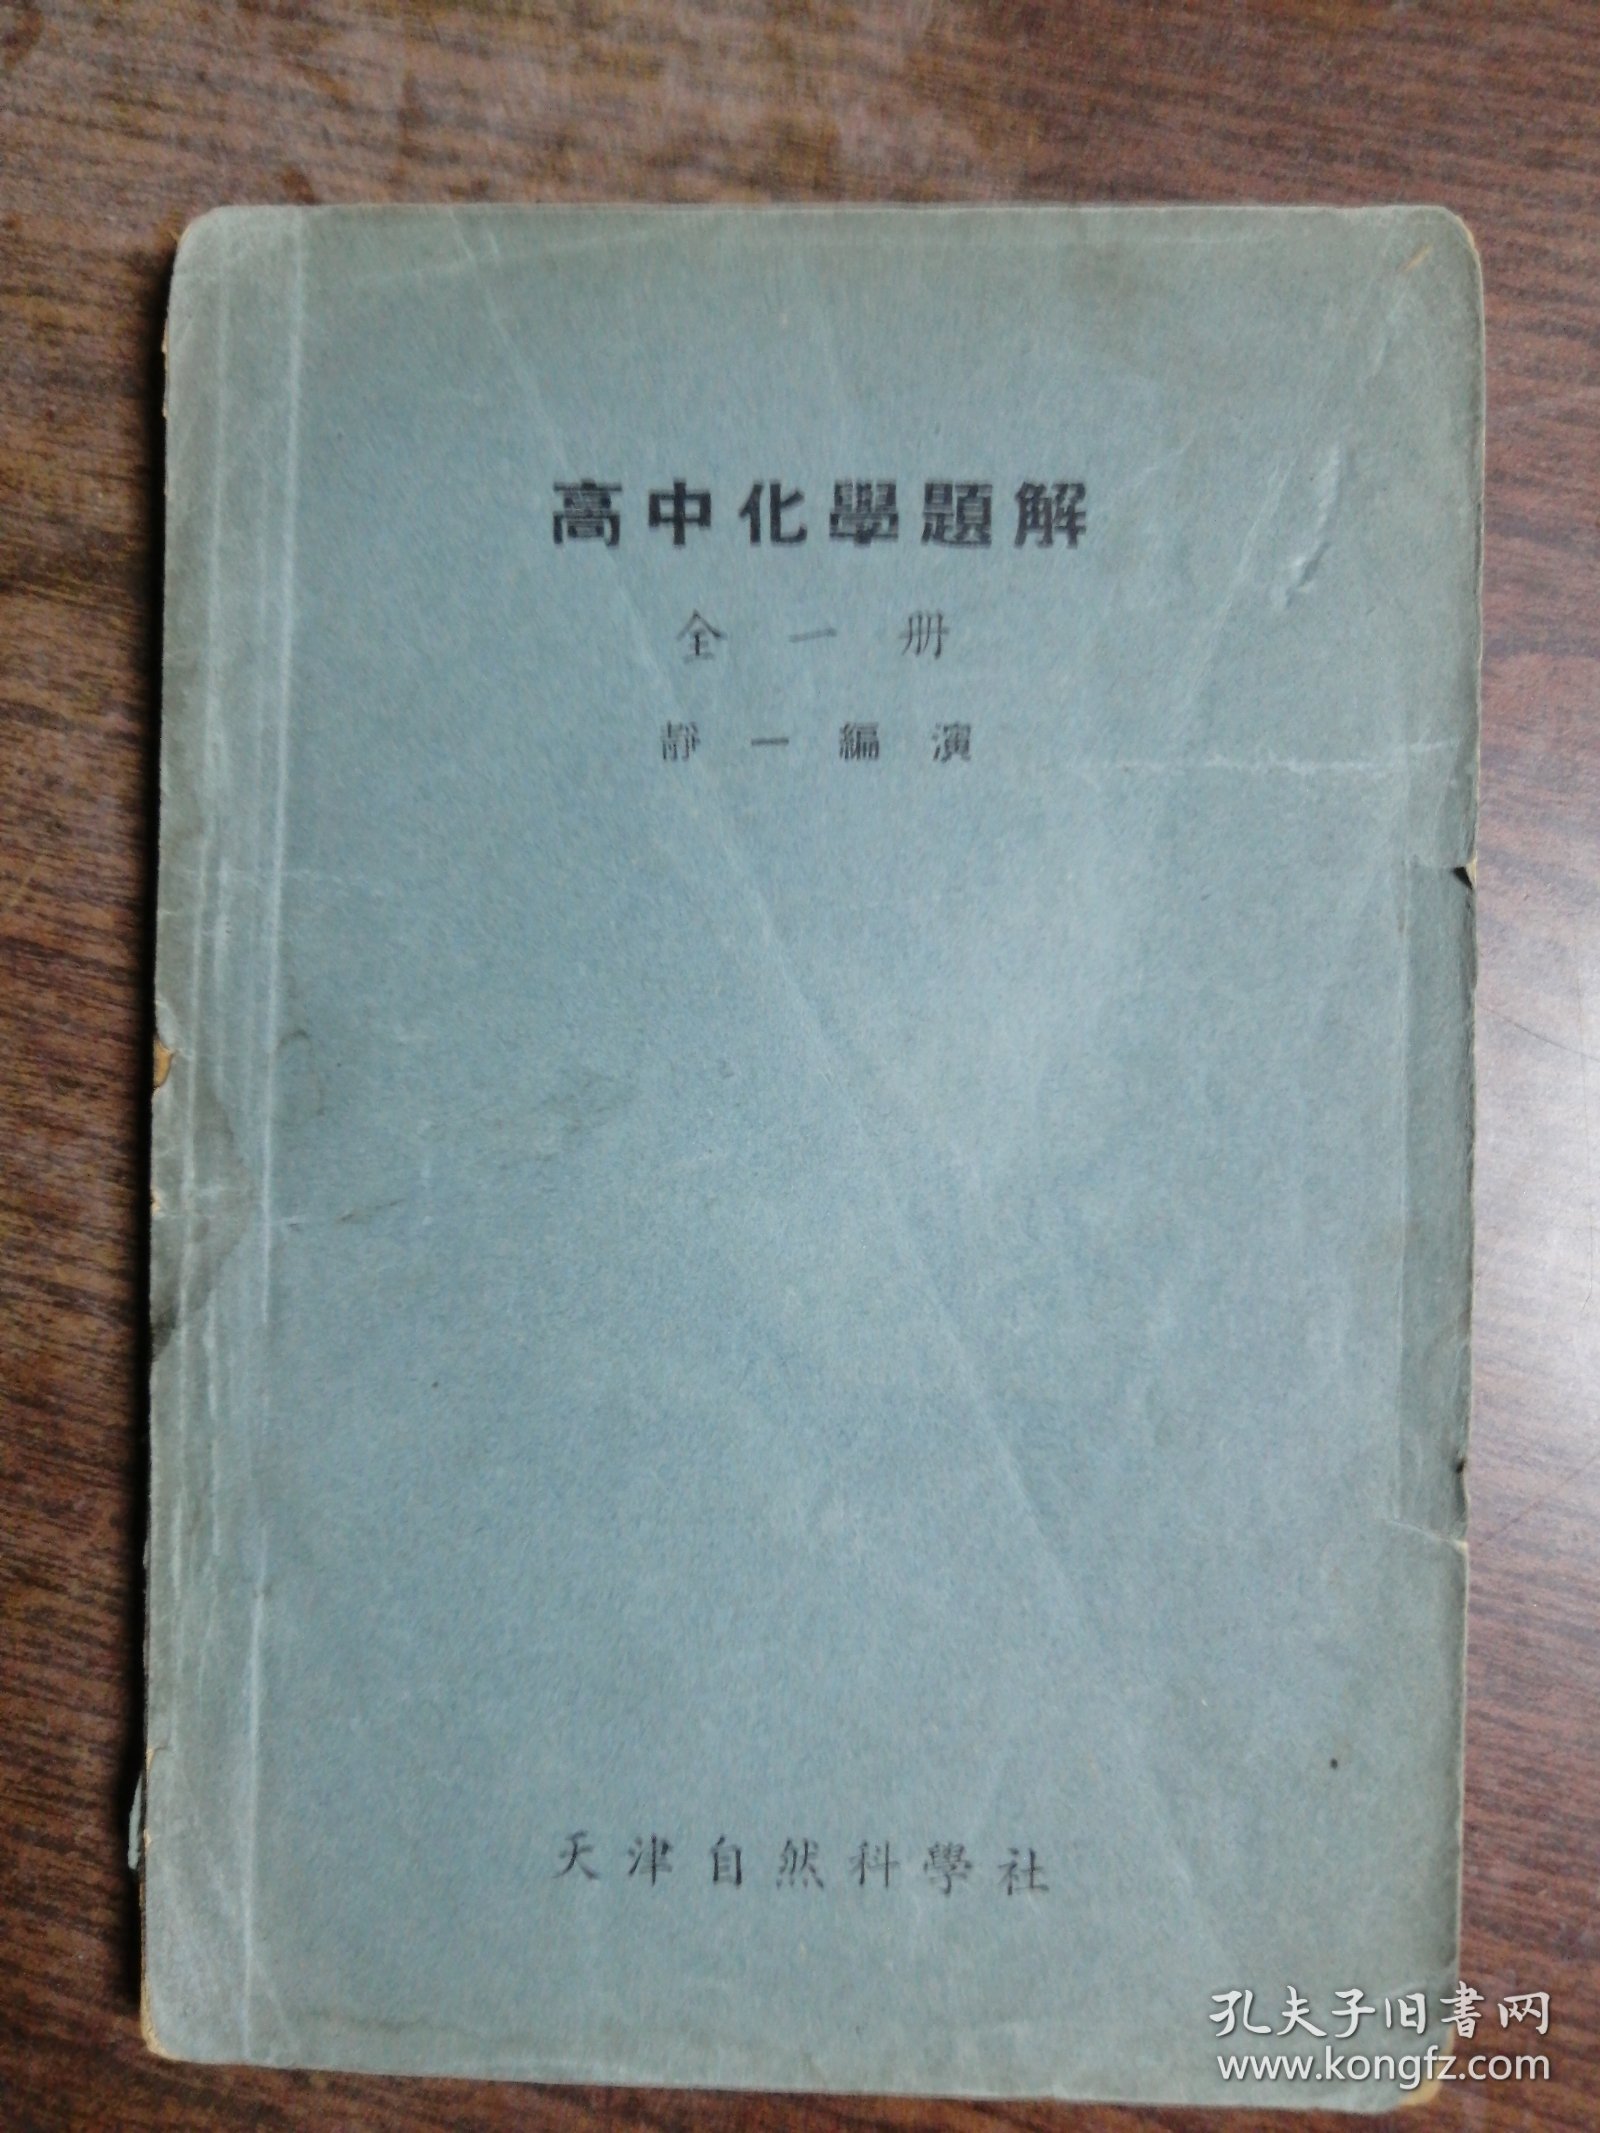 高中化學題解
全一册
靜一編演
天津自然科學社
孔夫子旧書网
www.kongfz.com